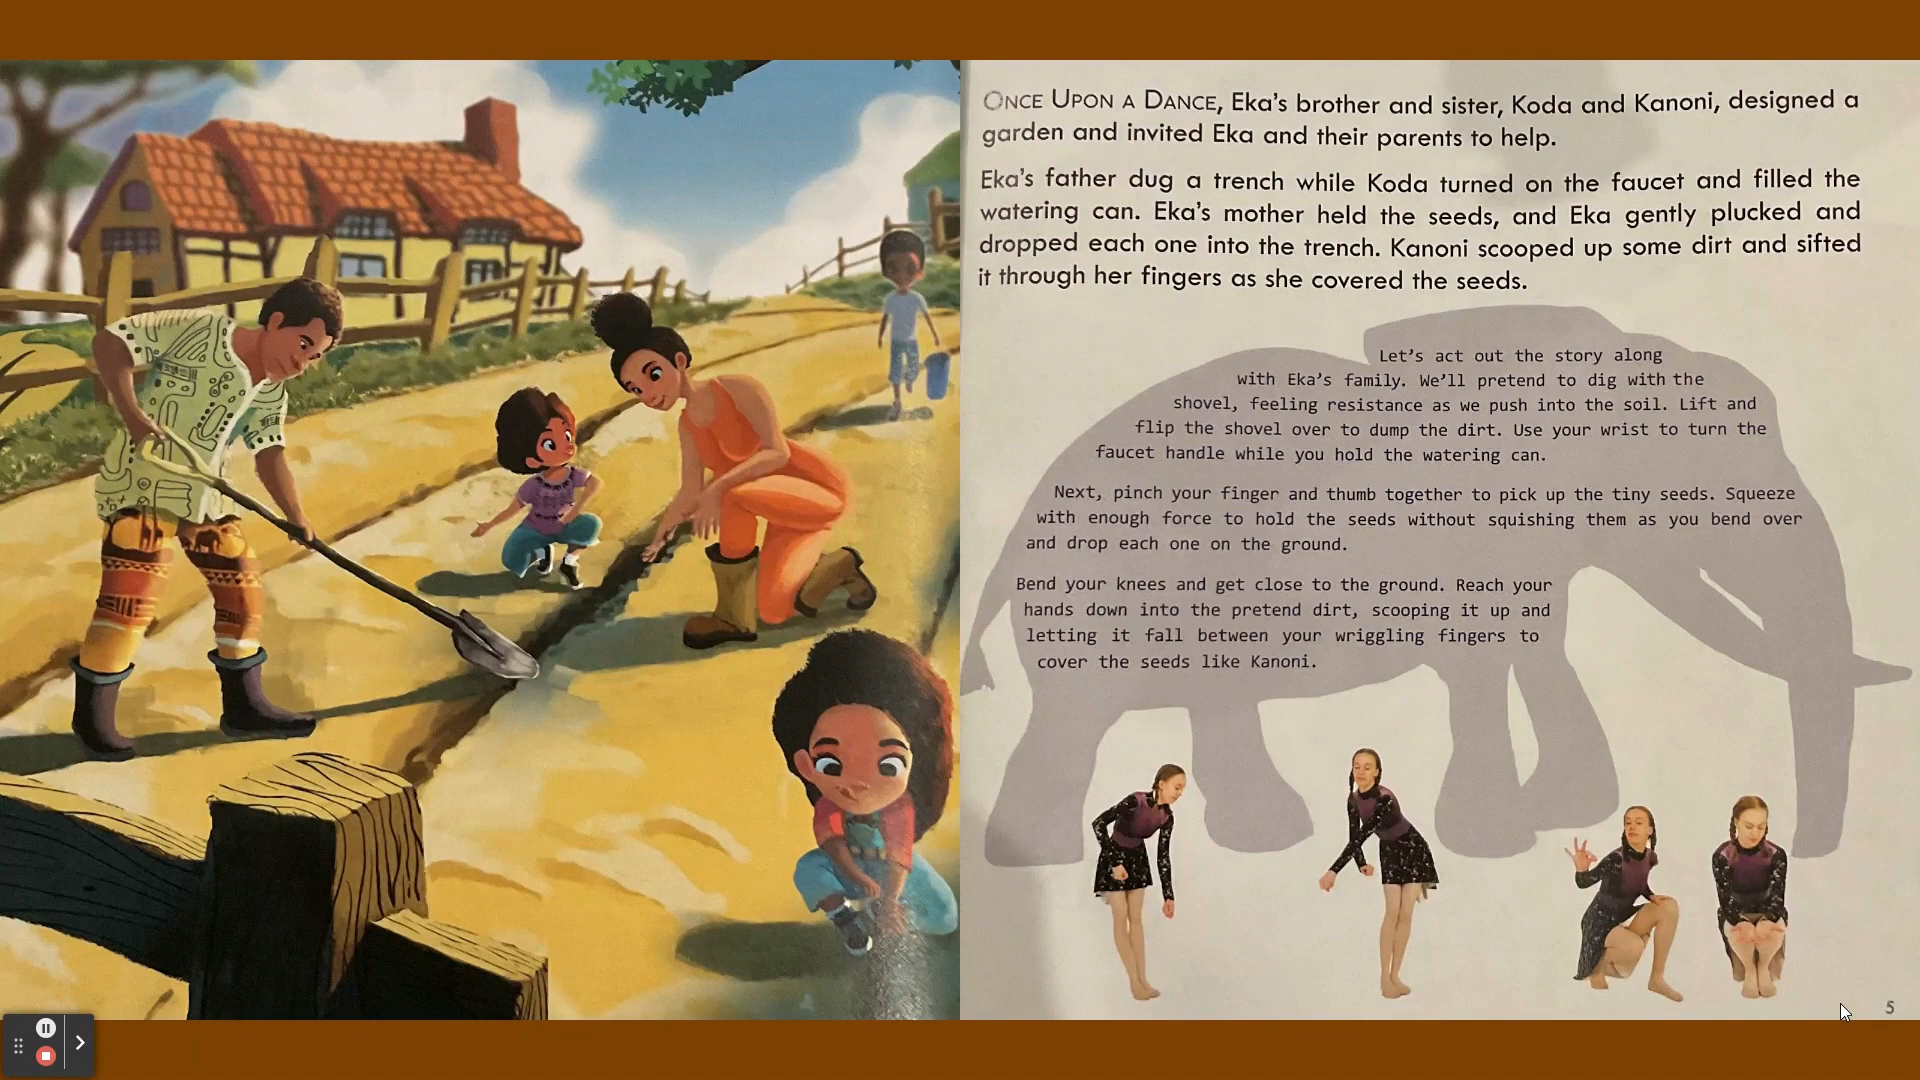 ONCE UPON A DANCE, Eka's brother and sister, Koda and Kanoni, designed a
garden and invited Eka and their parents to help.
Eka's father dug a trench while Koda turned on the faucet and filled the
watering can. Eka's mother held the seeds, and Eka gently plucked and
dropped each one into the trench. Kanoni scooped up some dirt and sifted
it through her fingers as she covered the seeds.
Let's act out the story along
with Eka's family. We'll pretend to dig with the
shovel, feeling resistance as we push into the soil. Lift and
flip the shovel over to dump the dirt. Use your wrist to turn the
faucet handle while you hold the watering can.
Next, pinch your finger and thumb together to pick up the tiny seeds. Squeeze
with enough force to hold the seeds without squishing them as you bend over
and drop each one on the ground.
Bend your knees and get close to the ground. Reach your
hands down into the pretend dirt, scooping it up and
letting it fall between your wriggling fingers to
cover the seeds like Kanoni.
5